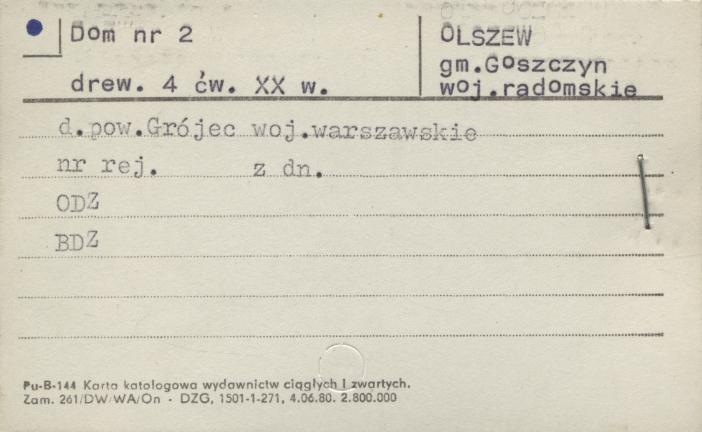 Dom nr 2
drew. 4 ćw. XX w.
OLSZEW
gm.Goszczyn
woj.radomskie
d.pow.Grójec woj.warszawskie
nr rej. z dn.
ODZ
BDZ
Pu-B-144 Karta katologowa wydawnictw ciągłych i zwartych.
Zam. 261/DW/WA/On - DZG, 1501-1-271, 4.06.80. 2.800.000